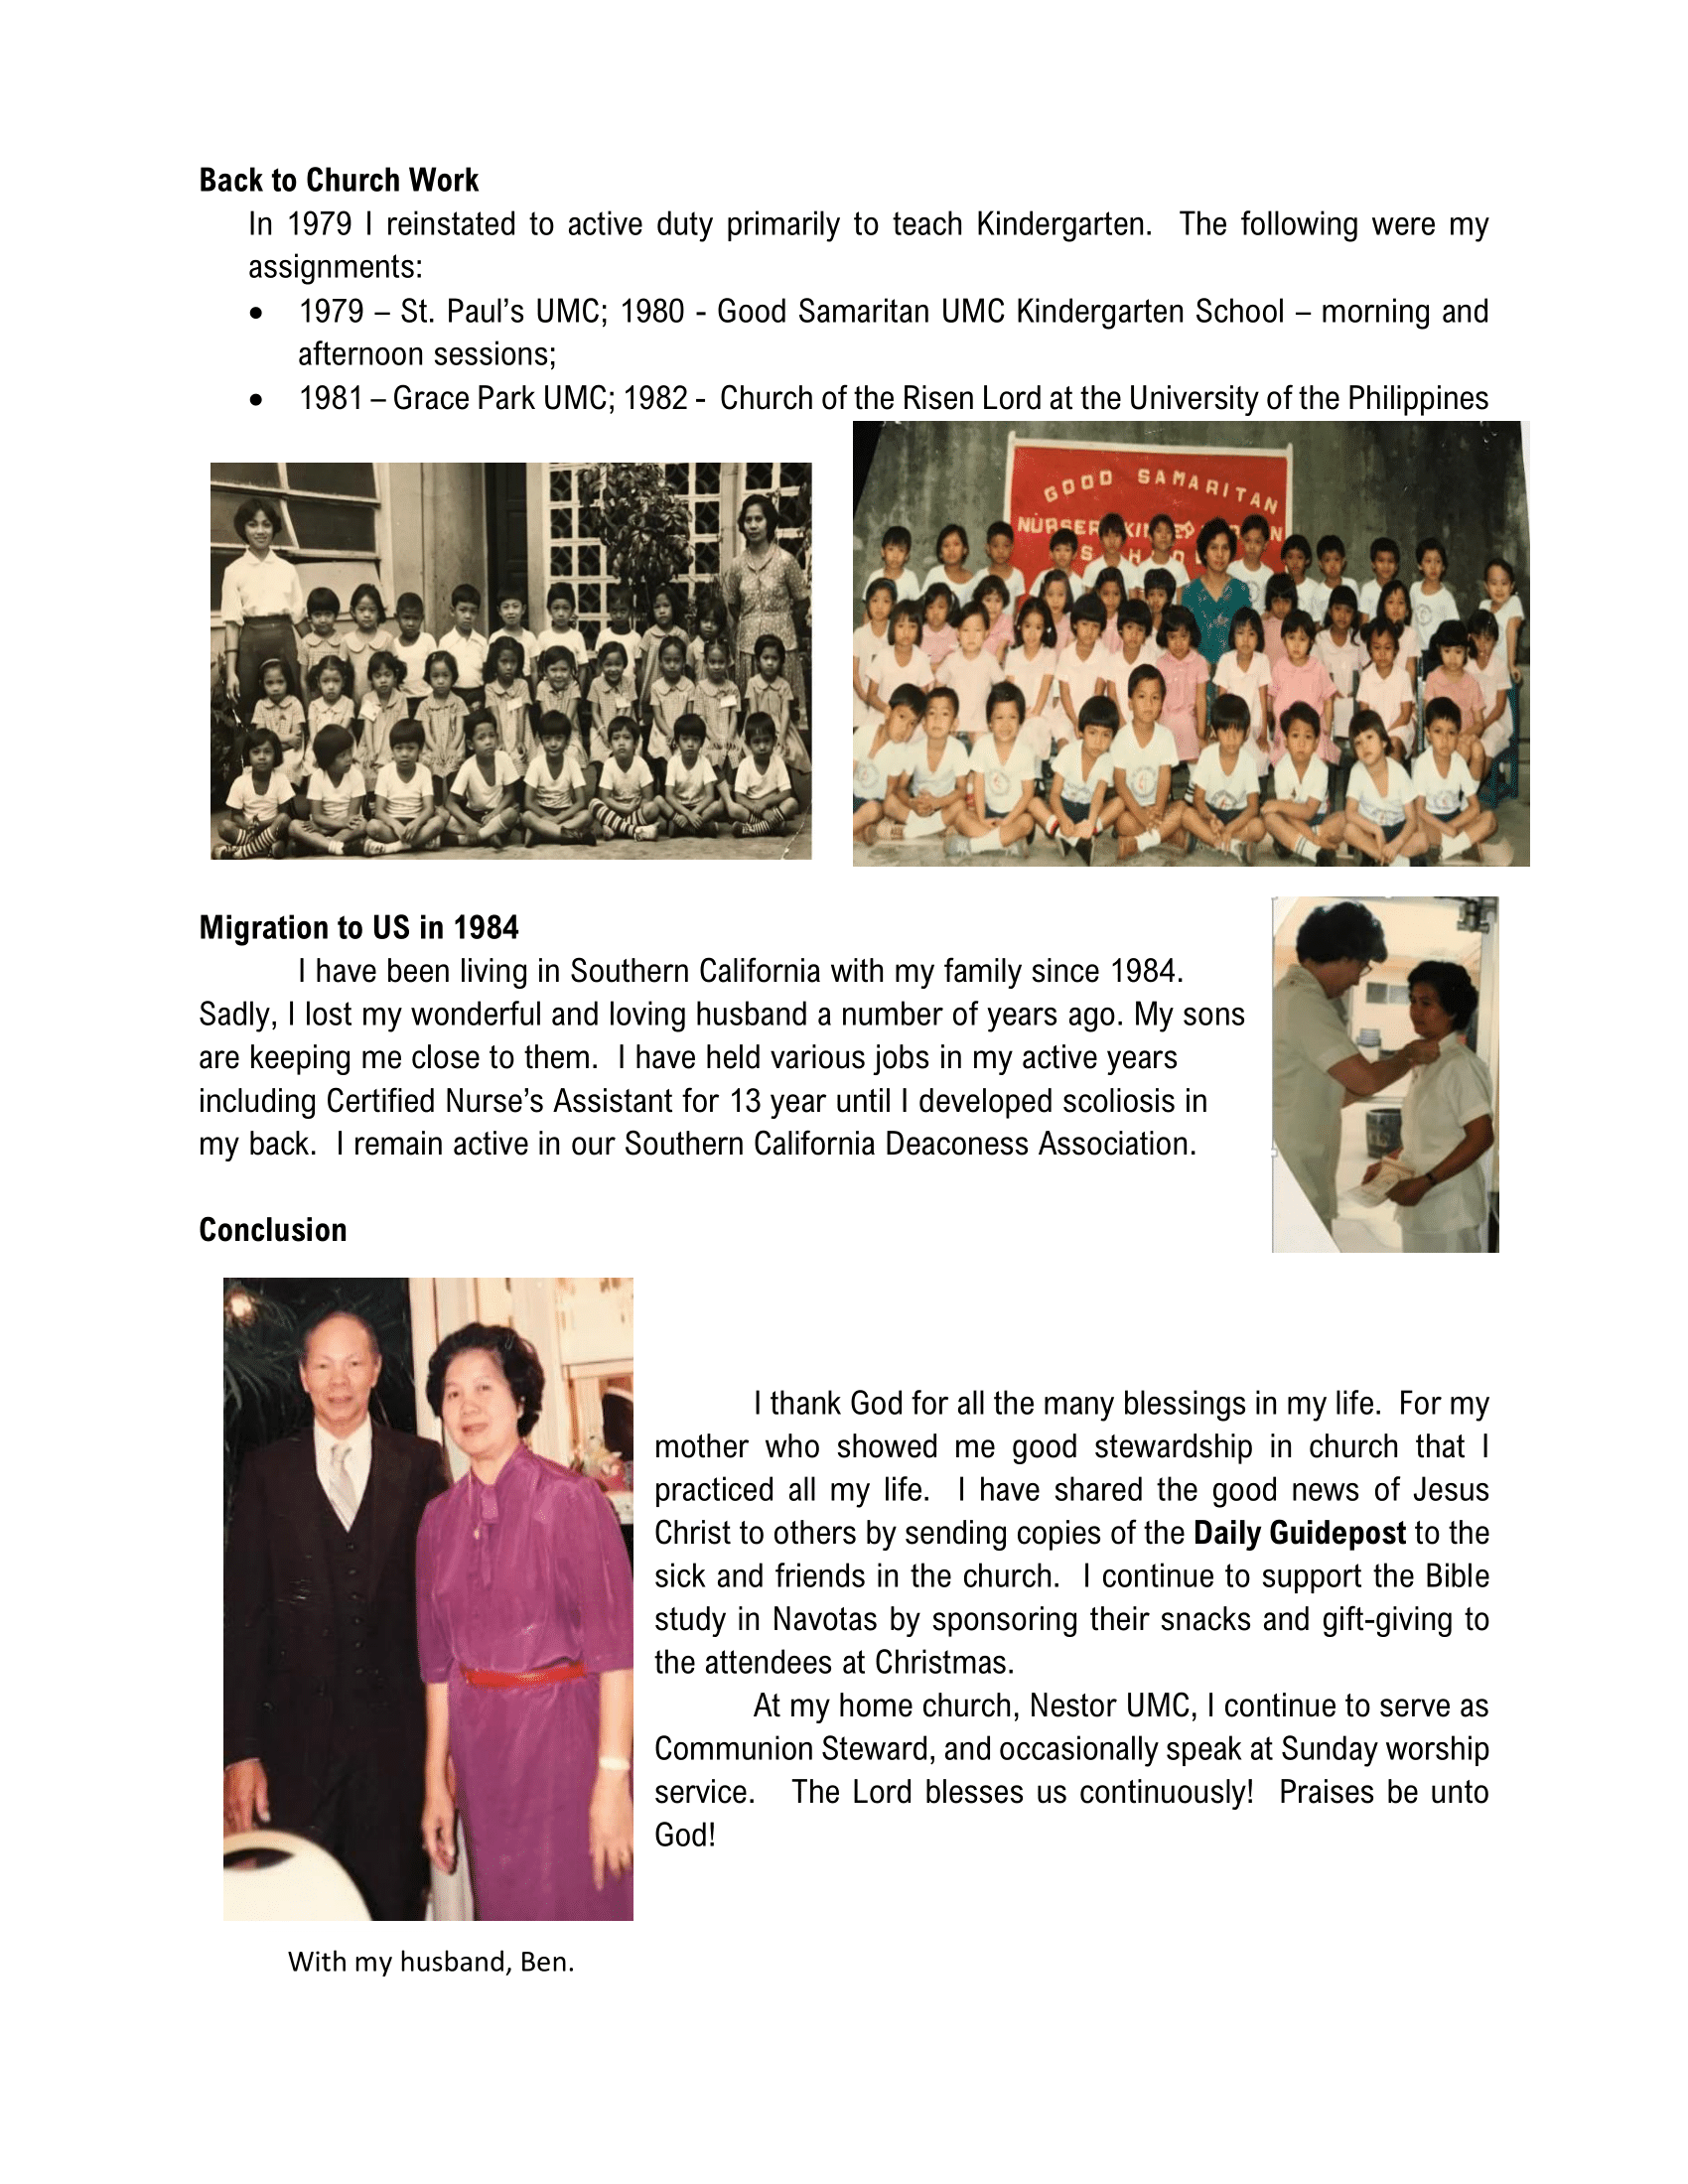 Back to Church Work
In 1979 I reinstated to active duty primarily to teach Kindergarten. The following were my
assignments:
• 1979 – St. Paul's UMC; 1980 - Good Samaritan UMC Kindergarten School – morning and
afternoon sessions;
• 1981 – Grace Park UMC; 1982 - Church of the Risen Lord at the University of the Philippines
GOOD SAMARITAN
Migration to US in 1984
I have been living in Southern California with my family since 1984.
Sadly, I lost my wonderful and loving husband a number of years ago. My sons
are keeping me close to them. I have held various jobs in my active years
including Certified Nurse's Assistant for 13 year until I developed scoliosis in
my back. I remain active in our Southern California Deaconess Association.
Conclusion
I thank God for all the many blessings in my life. For my
mother who showed me good stewardship in church that I
practiced all my life. I have shared the good news of Jesus
Christ to others by sending copies of the Daily Guidepost to the
sick and friends in the church. I continue to support the Bible
study in Navotas by sponsoring their snacks and gift-giving to
the attendees at Christmas.
At my home church, Nestor UMC, I continue to serve as
Communion Steward, and occasionally speak at Sunday worship
service. The Lord blesses us continuously! Praises be unto
God!
With my husband, Ben.